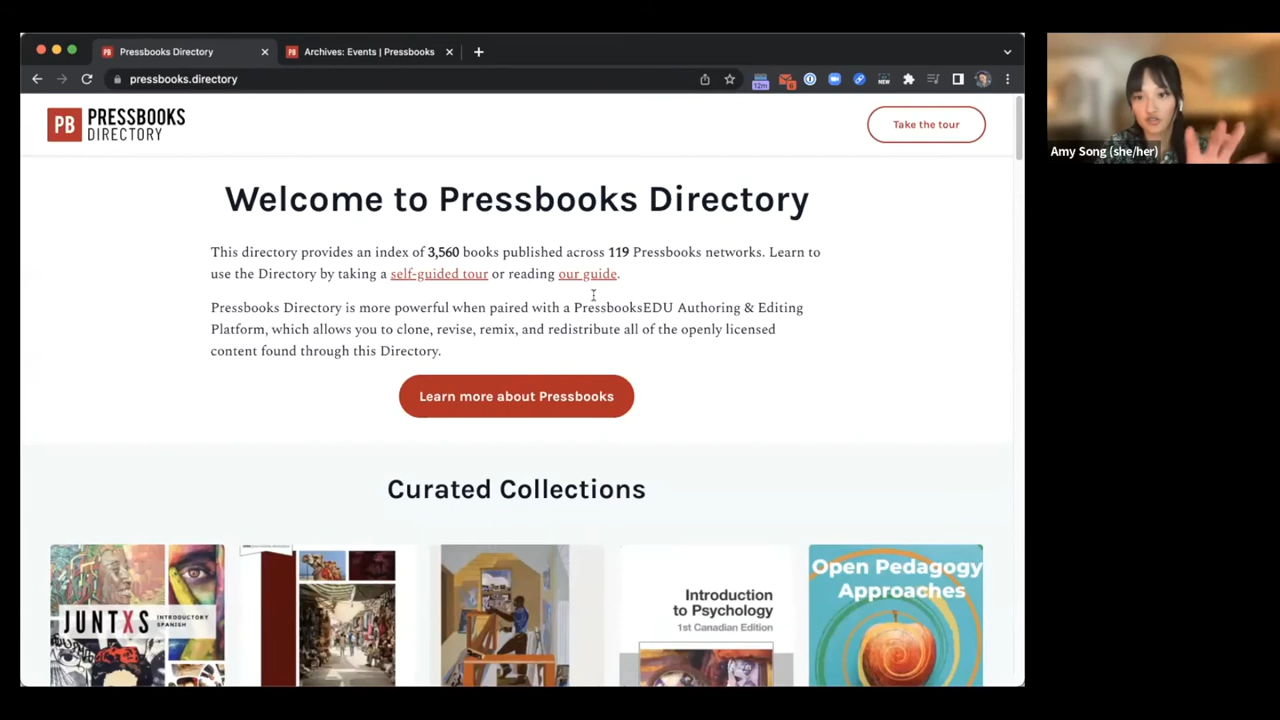 Pressbooks Directory
Archives: Events | Pressbooks
pressbooks.directory
12m
6
NEW
PB
PRESSBOOKS
DIRECTORY
Take the tour
Amy Song (she/her)
Welcome to Pressbooks Directory
This directory provides an index of 3,560 books published across 119 Pressbooks networks. Learn to
use the Directory by taking a self-guided tour or reading our guide.
Pressbooks Directory is more powerful when paired with a PressbooksEDU Authoring & Editing
Platform, which allows you to clone, revise, remix, and redistribute all of the openly licensed
content found through this Directory.
Learn more about Pressbooks
Curated Collections
JUNTXS INTRODUCTORY
SPANISH
Introduction
to Psychology
1st Canadian Edition
Open Pedagogy
Approaches